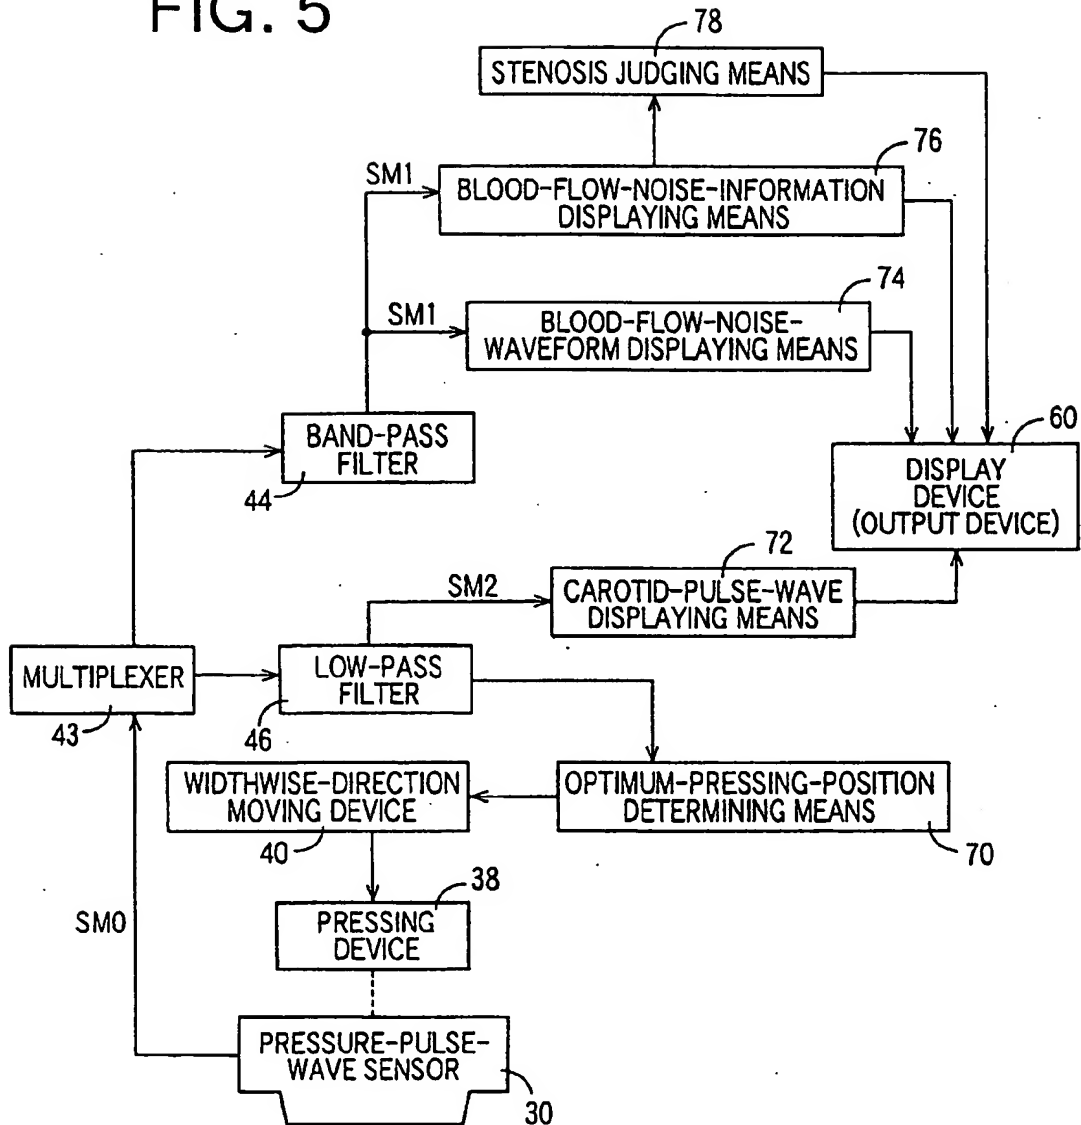 FIG. 5
78
STENOSIS JUDGING MEANS
76
SM1
BLOOD-FLOW-NOISE-INFORMATION
DISPLAYING MEANS
74
SM1
BLOOD-FLOW-NOISE-
WAVEFORM DISPLAYING MEANS
60
BAND-PASS
FILTER
44
DISPLAY
DEVICE
(OUTPUT DEVICE)
72
SM2
CAROTID-PULSE-WAVE
DISPLAYING MEANS
MULTIPLEXER
43
LOW-PASS
FILTER
46
WIDTHWISE-DIRECTION
MOVING DEVICE
40
OPTIMUM-PRESSING-POSITION
DETERMINING MEANS
70
38
SM0
PRESSING
DEVICE
PRESSURE-PULSE-
WAVE SENSOR
30